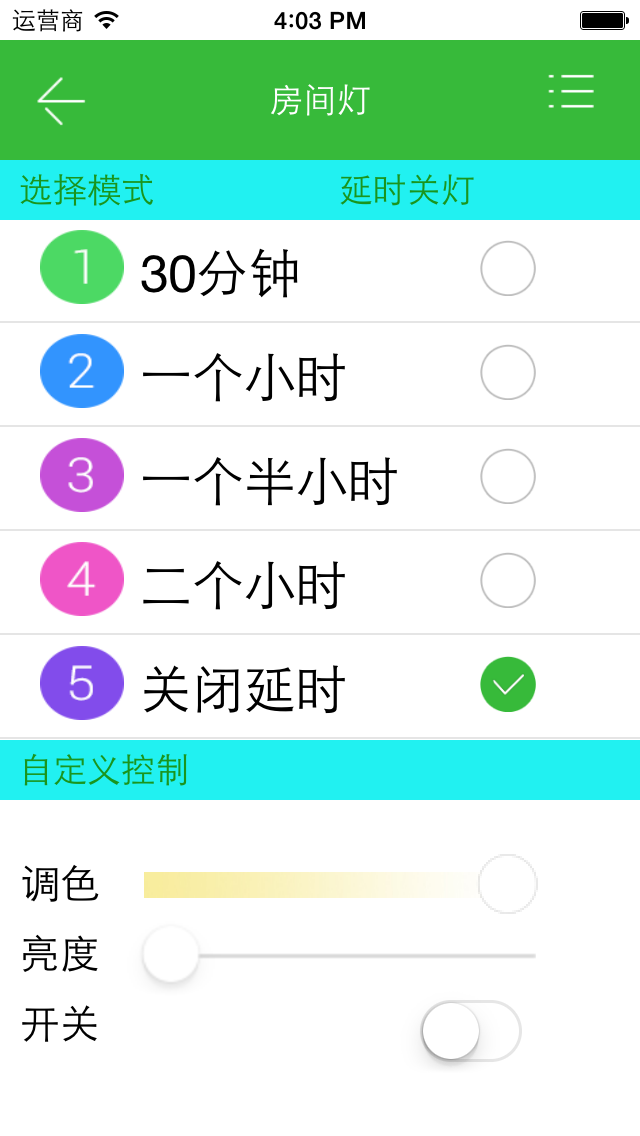 运营商 4:03 PM
房间灯
选择模式 延时关灯
1 30分钟
2 一个小时
3 一个半小时
4 二个小时
5 关闭延时
自定义控制
调色
亮度
开关